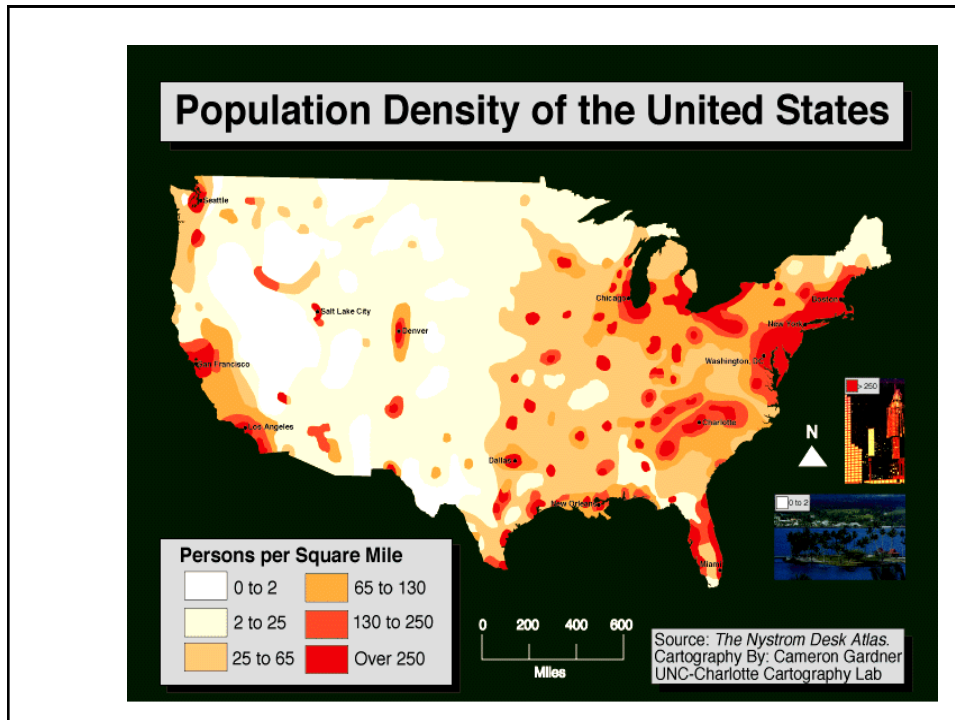 Population Density of the United States
Seattle
Salt Lake City
Denver
San Francisco
Los Angeles
Dallas
New Orleans
Chicago
Boston
New York
Washington, DC
Charlotte
Miami
> 250
N
0 to 2
Persons per Square Mile
0 to 2
65 to 130
2 to 25
130 to 250
25 to 65
Over 250
0 200 400 600
Miles
Source: The Nystrom Desk Atlas.
Cartography By: Cameron Gardner
UNC-Charlotte Cartography Lab